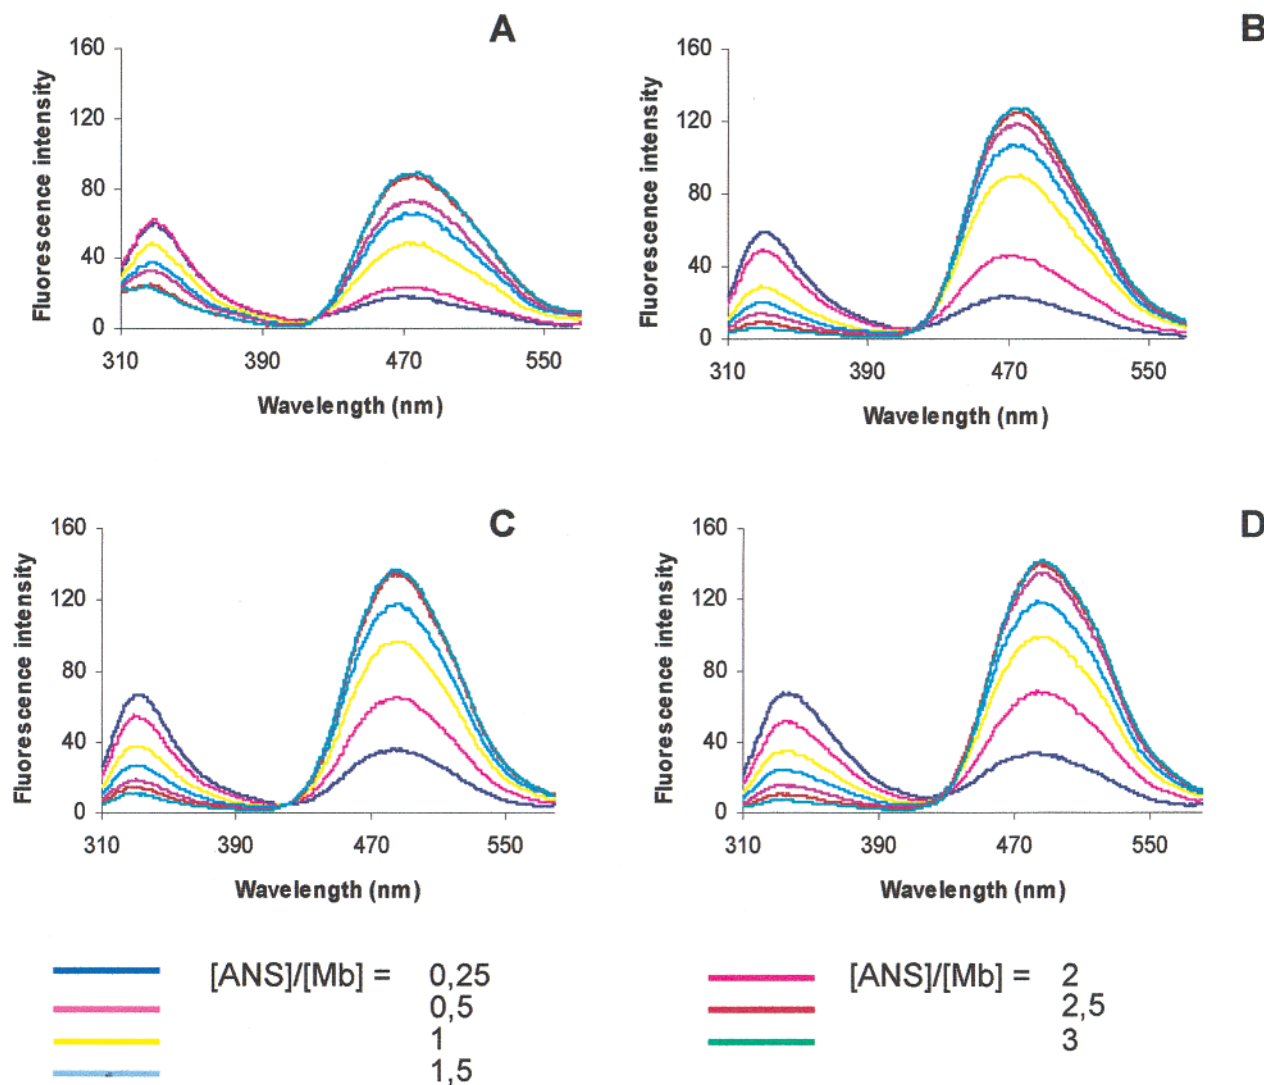 A
160
120
80
40
0
310 390 470 550
Fluorescence intensity
Wavelength (nm)
B
160
120
80
40
0
310 390 470 550
Fluorescence intensity
Wavelength (nm)
C
160
120
80
40
0
310 390 470 550
Fluorescence intensity
Wavelength (nm)
D
160
120
80
40
0
310 390 470 550
Fluorescence intensity
Wavelength (nm)
[ANS]/[Mb] = 0,25
0,5
1
1,5
[ANS]/[Mb] = 2
2,5
3